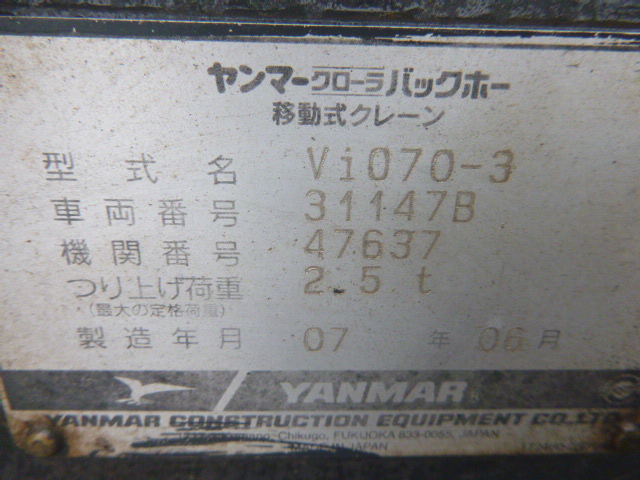 ヤンマークローラバックホー
移動式クレーン
型式名 Vi070-3
車両番号 31147B
機関番号 47637
つり上げ荷重 2.5 t
(最大の定格荷重)
製造年月 07 年 06 月
YANMAR
YANMAR CONSTRUCTION EQUIPMENT CO.,LTD.
Chikugo, FUKUOKA 833-0055, JAPAN
MADE IN JAPAN